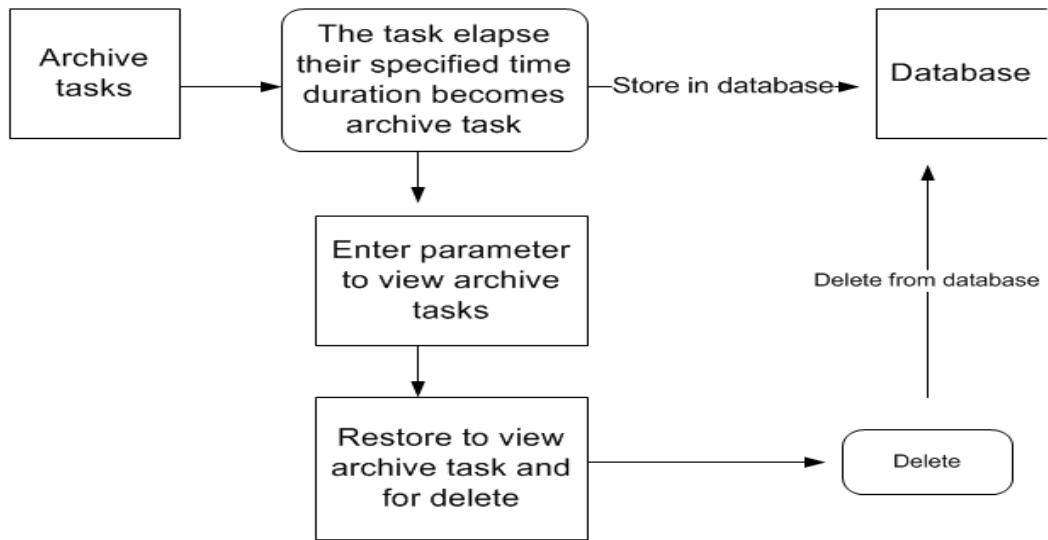 Archive
tasks
The task elapse
their specified time
duration becomes
archive task
Store in database
Database
Enter parameter
to view archive
tasks
Delete from database
Restore to view
archive task and
for delete
Delete